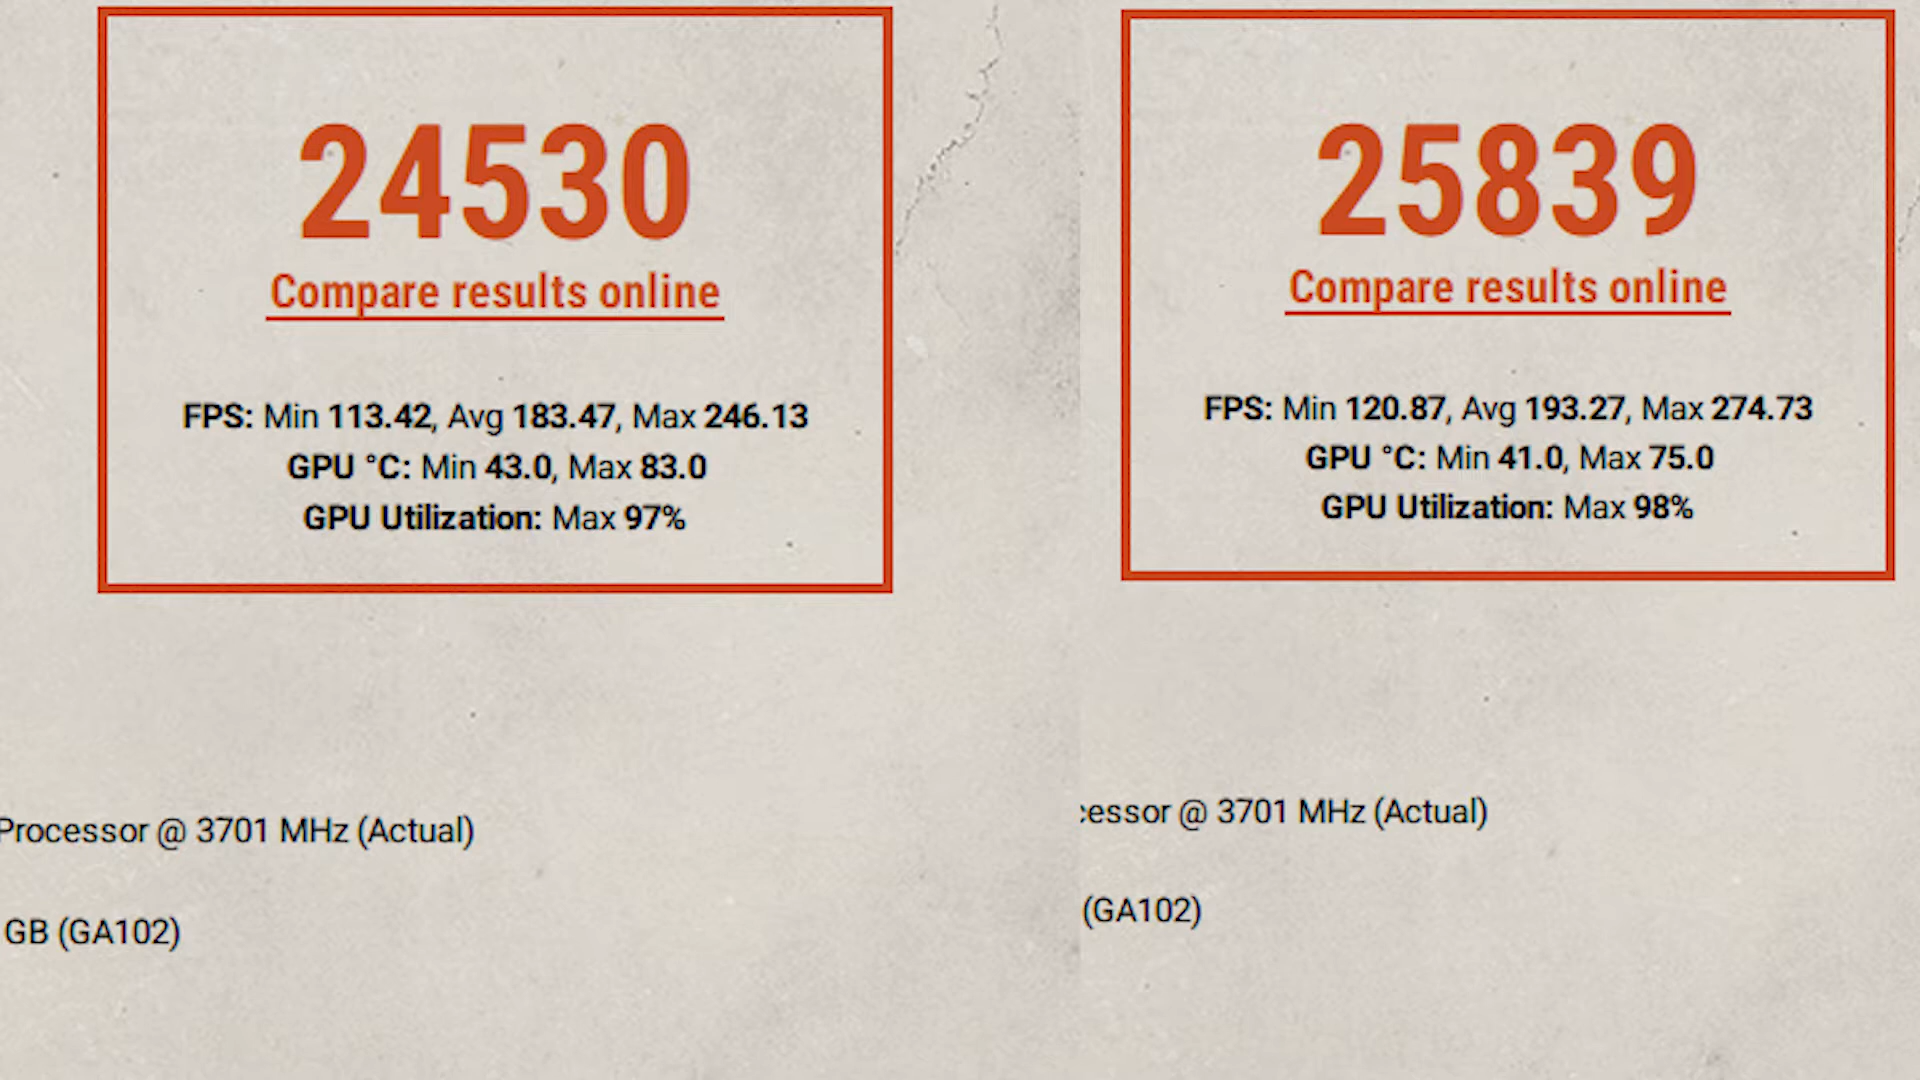 24530
Compare results online
FPS: Min 113.42, Avg 183.47, Max 246.13
GPU °C: Min 43.0, Max 83.0
GPU Utilization: Max 97%
Processor @ 3701 MHz (Actual)
GB (GA102)
25839
Compare results online
FPS: Min 120.87, Avg 193.27, Max 274.73
GPU °C: Min 41.0, Max 75.0
GPU Utilization: Max 98%
cessor @ 3701 MHz (Actual)
(GA102)